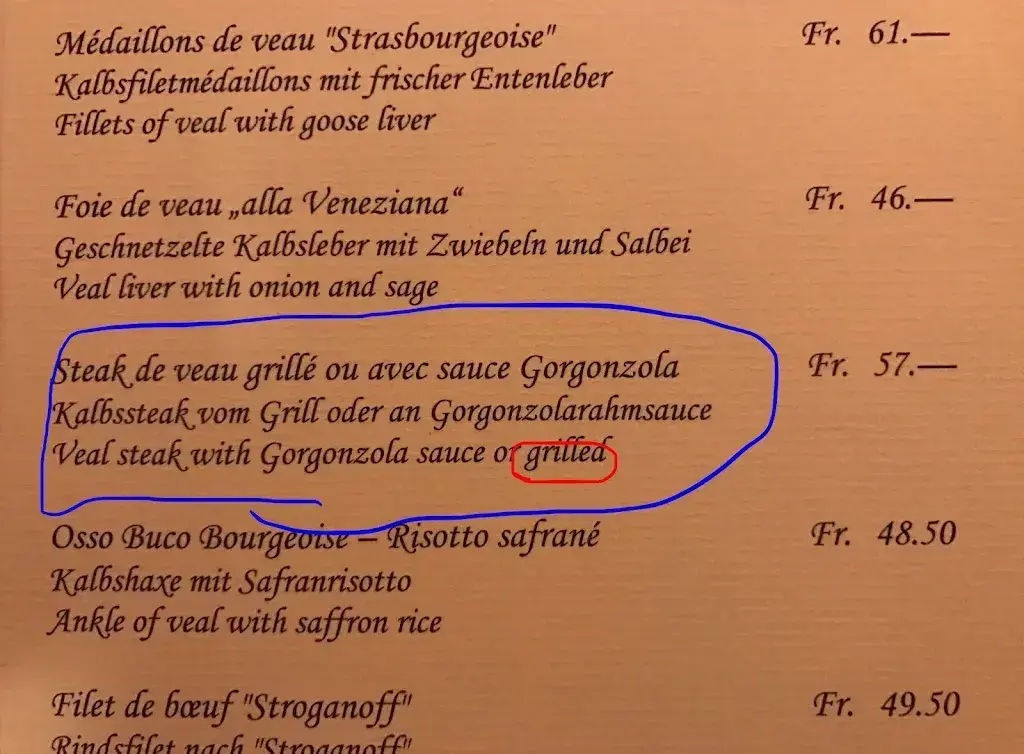 Médaillons de veau "Strasbourgeoise" Fr. 61.—
Kalbsfiletmédaillons mit frischer Entenleber
Fillets of veal with goose liver
Foie de veau „alla Veneziana“ Fr. 46.—
Geschnetzelte Kalbsleber mit Zwiebeln und Salbei
Veal liver with onion and sage
Steak de veau grillé ou avec sauce Gorgonzola Fr. 57.—
Kalbssteak vom Grill oder an Gorgonzolarahmsauce
Veal steak with Gorgonzola sauce or grilled
Osso Buco Bourgeoise – Risotto safrané Fr. 48.50
Kalbshaxe mit Safranrisotto
Ankle of veal with saffron rice
Filet de bœuf "Stroganoff" Fr. 49.50
Rindsfilet nach "Stroganoff"